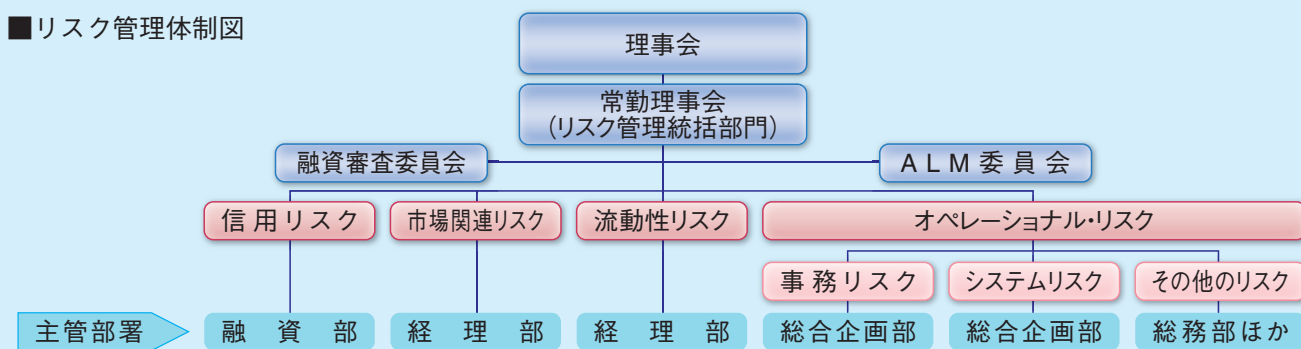 ■リスク管理体制図
理事会
常勤理事会
（リスク管理統括部門）
融資審査委員会
ALM委員会
信用リスク
市場関連リスク
流動性リスク
オペレーショナル・リスク
事務リスク
システムリスク
その他のリスク
主管部署
融資部
経理部
経理部
総合企画部
総合企画部
総務部ほか